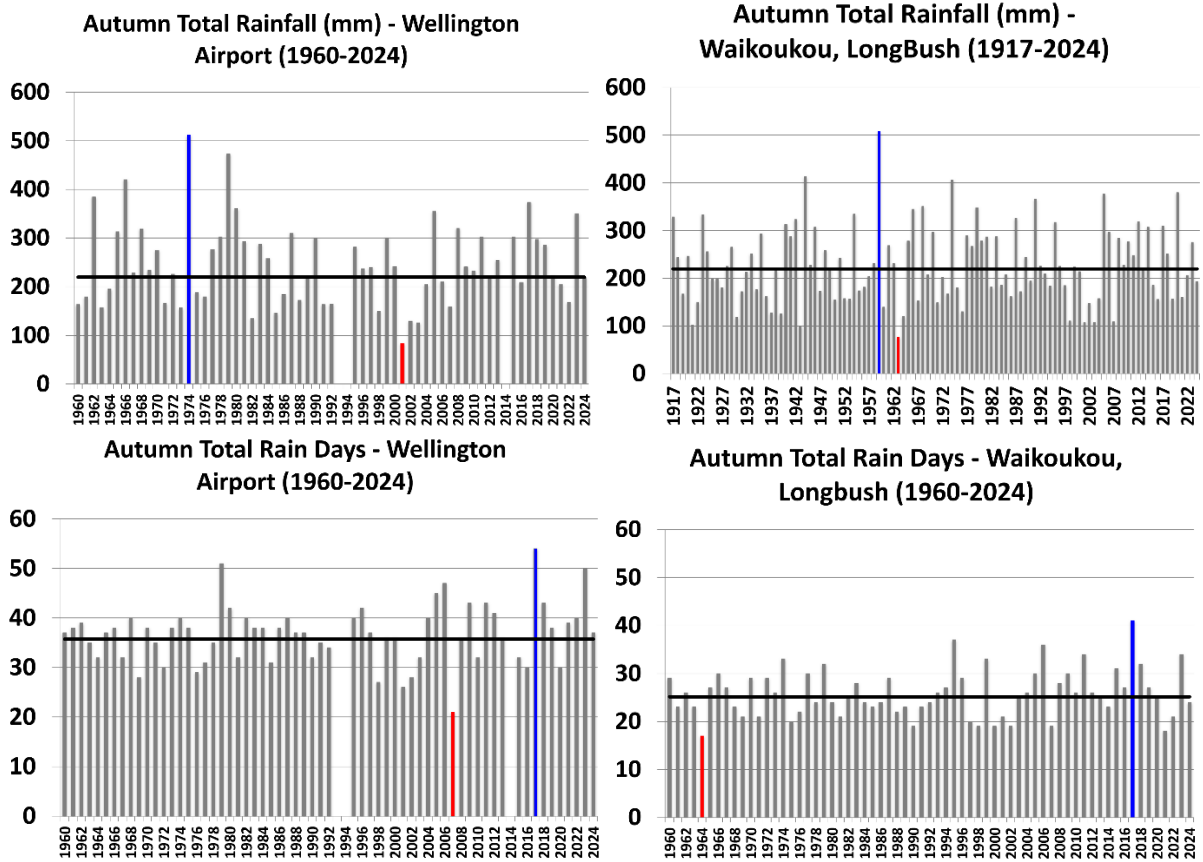 Autumn Total Rainfall (mm) - Wellington
Airport (1960-2024)
600
500
400
300
200
100
0
1960 1962 1964 1966 1968 1970 1972 1974 1976 1978 1980 1982 1984 1986 1988 1990 1992 1994 1996 1998 2000 2002 2004 2006 2008 2010 2012 2014 2016 2018 2020 2022 2024
Autumn Total Rainfall (mm) -
Waikoukou, LongBush (1917-2024)
600
500
400
300
200
100
0
1917 1922 1927 1932 1937 1942 1947 1952 1957 1962 1967 1972 1977 1982 1987 1992 1997 2002 2007 2012 2017 2022
Autumn Total Rain Days - Wellington
Airport (1960-2024)
60
50
40
30
20
10
0
1960 1962 1964 1966 1968 1970 1972 1974 1976 1978 1980 1982 1984 1986 1988 1990 1992 1994 1996 1998 2000 2002 2004 2006 2008 2010 2012 2014 2016 2018 2020 2022 2024
Autumn Total Rain Days - Waikoukou,
Longbush (1960-2024)
60
50
40
30
20
10
0
1960 1962 1964 1966 1968 1970 1972 1974 1976 1978 1980 1982 1984 1986 1988 1990 1992 1994 1996 1998 2000 2002 2004 2006 2008 2010 2012 2014 2016 2018 2020 2022 2024